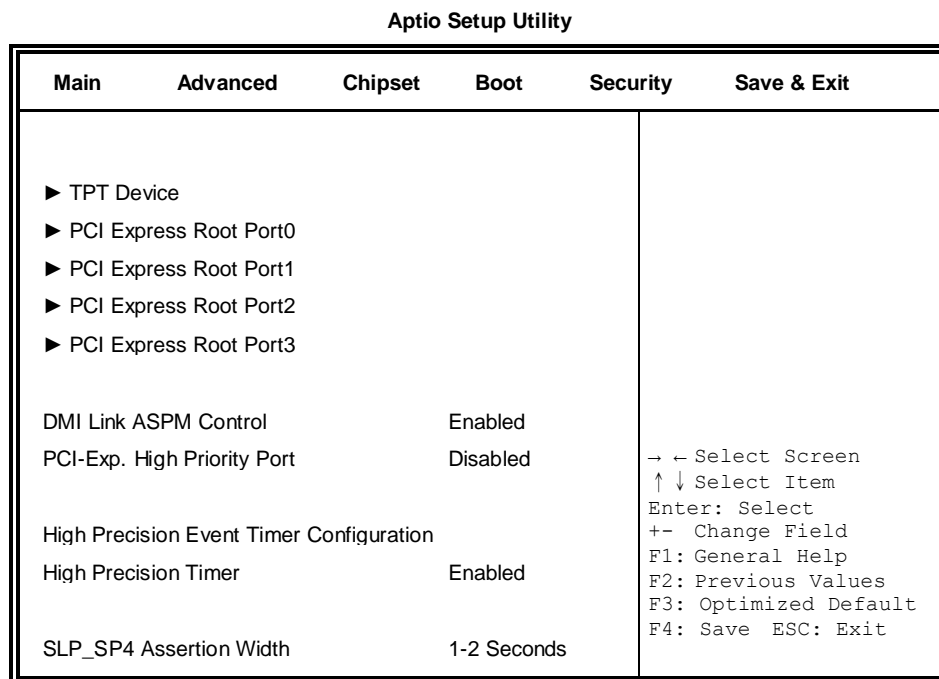 Aptio Setup Utility
Main Advanced Chipset Boot Security Save & Exit
► TPT Device
► PCI Express Root Port0
► PCI Express Root Port1
► PCI Express Root Port2
► PCI Express Root Port3
DMI Link ASPM Control Enabled
PCI-Exp. High Priority Port Disabled
High Precision Event Timer Configuration
High Precision Timer Enabled
SLP_SP4 Assertion Width 1-2 Seconds
→ ← Select Screen
↑ ↓ Select Item
Enter: Select
+- Change Field
F1: General Help
F2: Previous Values
F3: Optimized Default
F4: Save ESC: Exit